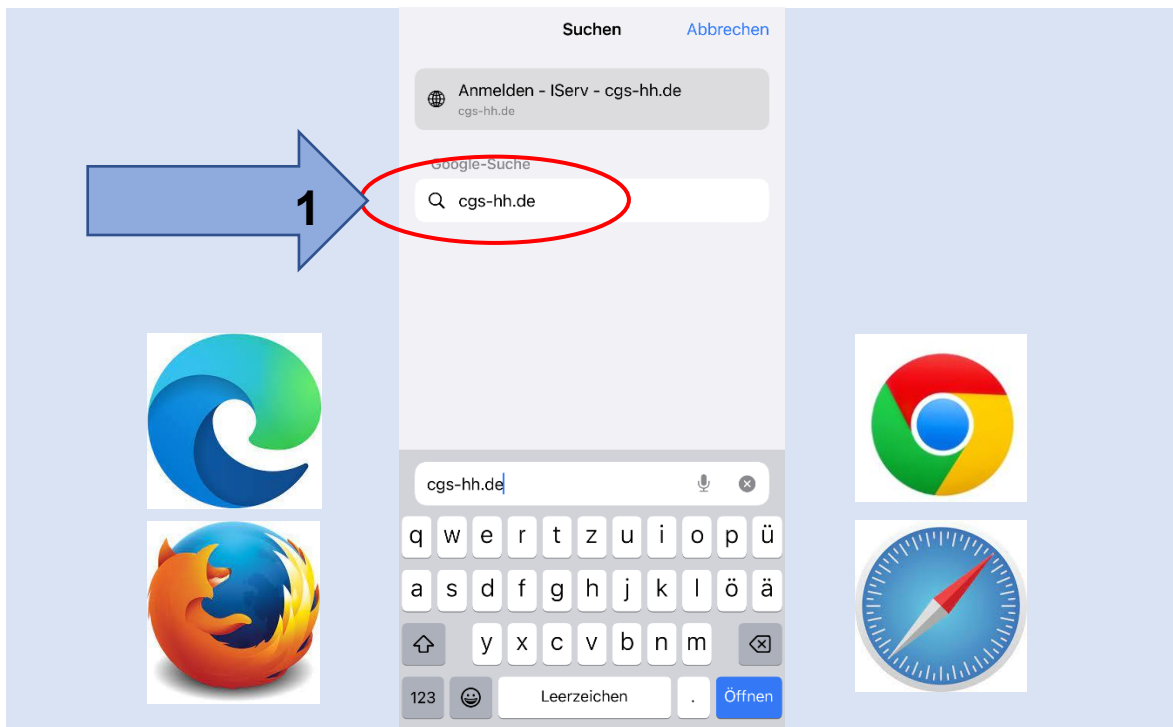 Suchen Abbrechen
Anmelden - IServ - cgs-hh.de
cgs-hh.de
Google-Suche
1
cgs-hh.de
cgs-hh.de
q w e r t z u i o p ü
a s d f g h j k l ö ä
y x c v b n m
123 Leerzeichen . Öffnen